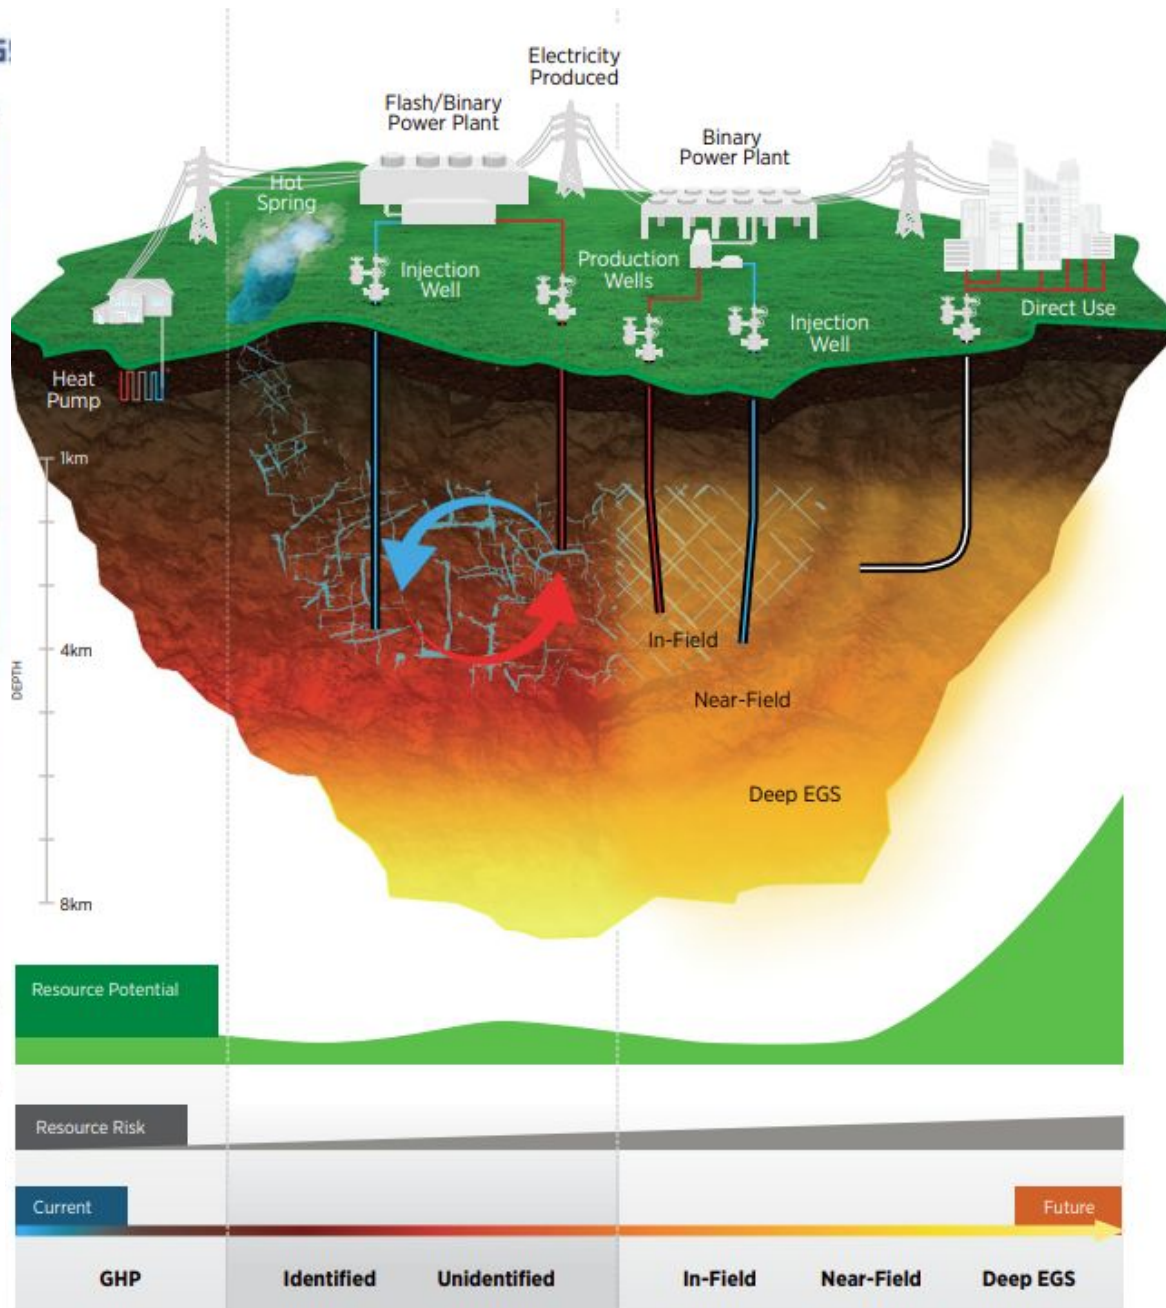 Electricity
Produced
Flash/Binary
Power Plant
Binary
Power Plant
Hot
Spring
Injection
Well
Production
Wells
Injection
Well
Direct Use
Heat
Pump
1km
In-Field
4km
Near-Field
DEPTH
Deep EGS
8km
Resource Potential
Resource Risk
Current
Future
GHP
Identified
Unidentified
In-Field
Near-Field
Deep EGS